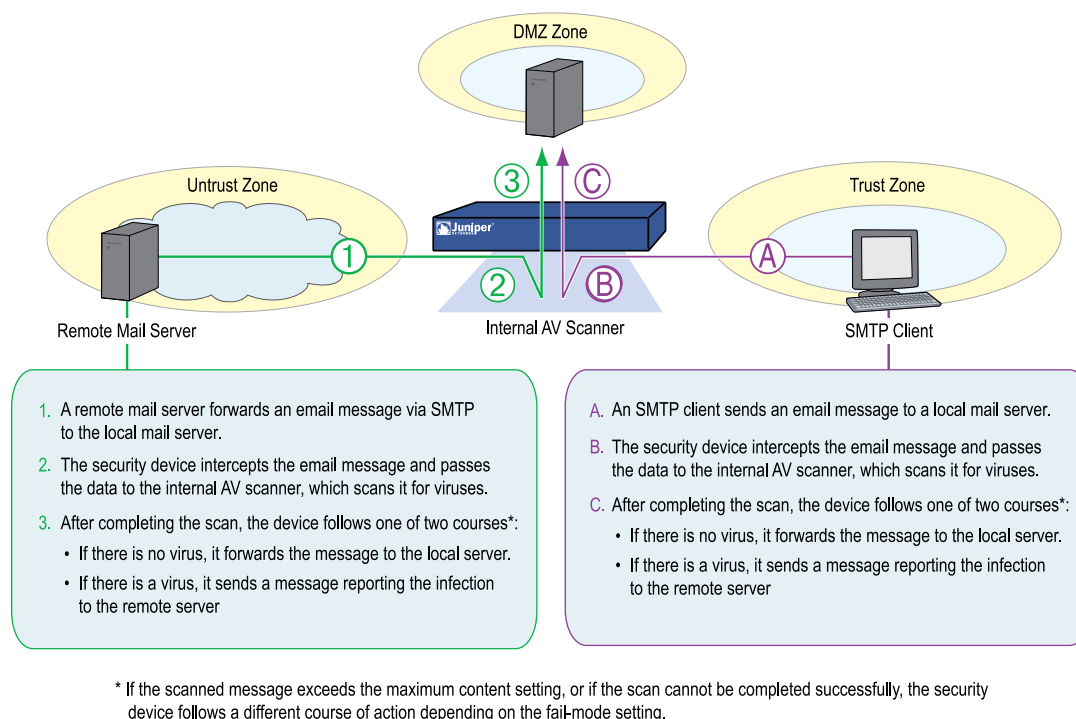 DMZ Zone
Untrust Zone
Trust Zone
3
C
Juniper
NETWORKS
1
A
2
B
Remote Mail Server
Internal AV Scanner
SMTP Client
1. A remote mail server forwards an email message via SMTP
to the local mail server.
2. The security device intercepts the email message and passes
the data to the internal AV scanner, which scans it for viruses.
3. After completing the scan, the device follows one of two courses*:
• If there is no virus, it forwards the message to the local server.
• If there is a virus, it sends a message reporting the infection
to the remote server
A. An SMTP client sends an email message to a local mail server.
B. The security device intercepts the email message and passes
the data to the internal AV scanner, which scans it for viruses.
C. After completing the scan, the device follows one of two courses*:
• If there is no virus, it forwards the message to the local server.
• If there is a virus, it sends a message reporting the infection
to the remote server
* If the scanned message exceeds the maximum content setting, or if the scan cannot be completed successfully, the security
device follows a different course of action depending on the fail-mode setting.